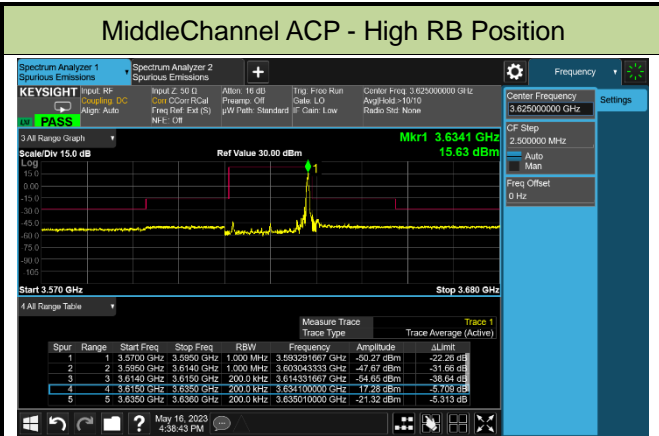 MiddleChannel ACP - High RB Position
Spectrum Analyzer 1
Spurious Emissions
Spectrum Analyzer 2
Spurious Emissions
+
Frequency
KEYSIGHT
Input: RF
Coupling: DC
Align: Auto
Input Z: 50 Ω
Corr CCorr RCal
Freq Ref: Ext (S)
NFE: Off
Atten: 16 dB
Preamp: Off
µW Path: Standard
Trig: Free Run
Gate: LO
IF Gain: Low
Center Freq: 3.625000000 GHz
Avg|Hold:>10/10
Radio Std: None
PASS
Center Frequency
3.625000000 GHz
Settings
CF Step
2.500000 MHz
Auto
Man
Freq Offset
0 Hz
3 All Range Graph
Mkr1 3.6341 GHz
Scale/Div 15.0 dB
Ref Value 30.00 dBm
15.63 dBm
Log
1
15.0
0.00
-15.0
-30.0
-45.0
-60.0
-75.0
-90.0
-105
Start 3.570 GHz
Stop 3.680 GHz
4 All Range Table
Measure Trace Trace 1
Trace Type Trace Average (Active)
Spur Range Start Freq Stop Freq RBW Frequency Amplitude ΔLimit
1 1 3.5700 GHz 3.5950 GHz 1.000 MHz 3.593291667 GHz -50.27 dBm -22.26 dB
2 2 3.5950 GHz 3.6140 GHz 1.000 MHz 3.603043333 GHz -47.67 dBm -31.66 dB
3 3 3.6140 GHz 3.6150 GHz 200.0 kHz 3.614331667 GHz -54.65 dBm -38.64 dB
4 4 3.6150 GHz 3.6350 GHz 200.0 kHz 3.634100000 GHz 17.28 dBm -5.709 dB
5 5 3.6350 GHz 3.6360 GHz 200.0 kHz 3.635010000 GHz -21.32 dBm -5.313 dB
?
May 16, 2023
4:38:43 PM